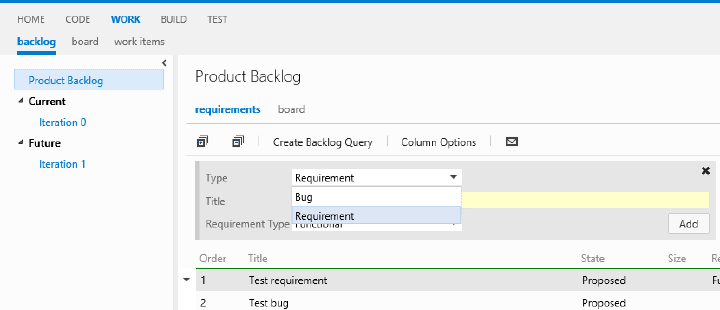 HOME CODE WORK BUILD TEST
backlog board work items
Product Backlog
Current
Iteration 0
Future
Iteration 1
Product Backlog
requirements board
Create Backlog Query Column Options
Type Requirement
Bug
Title
Requirement
Requirement Type Functional
Add
Order Title State Size Re
1 Test requirement Proposed Fu
2 Test bug Proposed